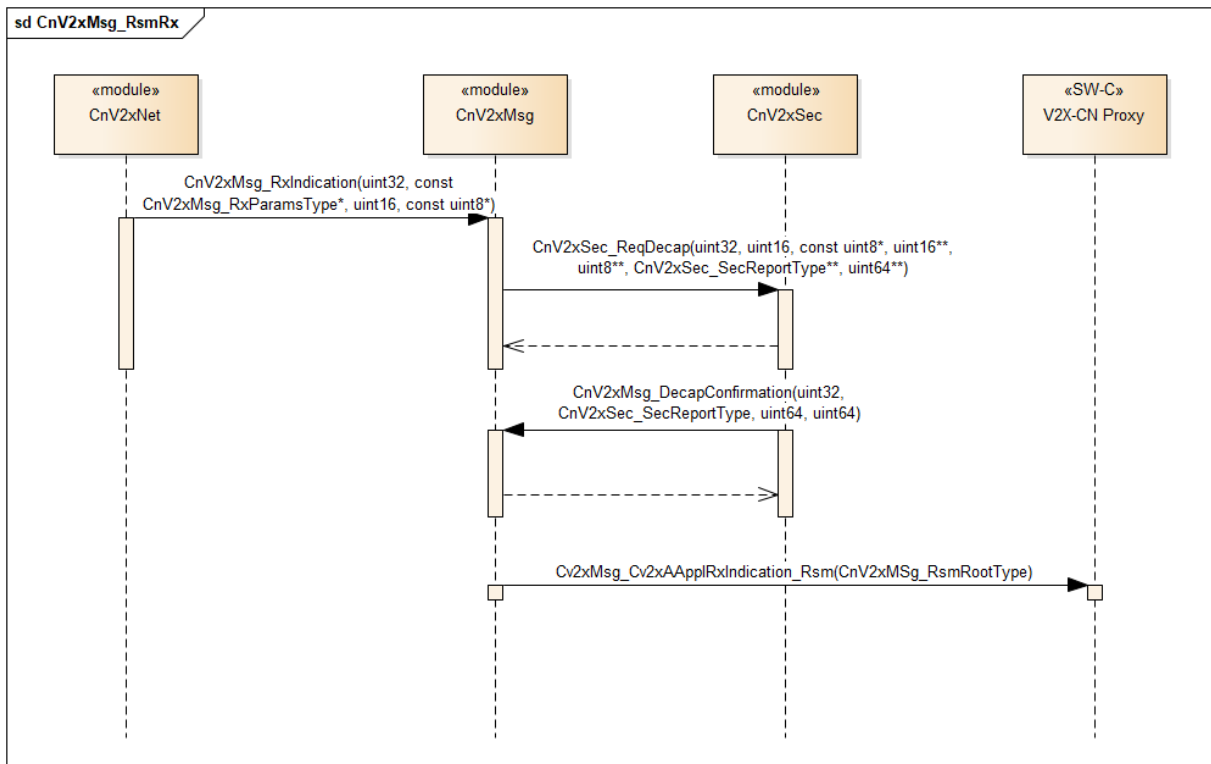 sd CnV2xMsg_RsmRx
«module»
CnV2xNet
«module»
CnV2xMsg
«module»
CnV2xSec
«SW-C»
V2X-CN Proxy
CnV2xMsg_RxIndication(uint32, const
CnV2xMsg_RxParamsType*, uint16, const uint8*)
CnV2xSec_ReqDecap(uint32, uint16, const uint8*, uint16**,
uint8**, CnV2xSec_SecReportType**, uint64**)
CnV2xMsg_DecapConfirmation(uint32,
CnV2xSec_SecReportType, uint64, uint64)
Cv2xMsg_Cv2xAApplRxIndication_Rsm(CnV2xMSg_RsmRootType)